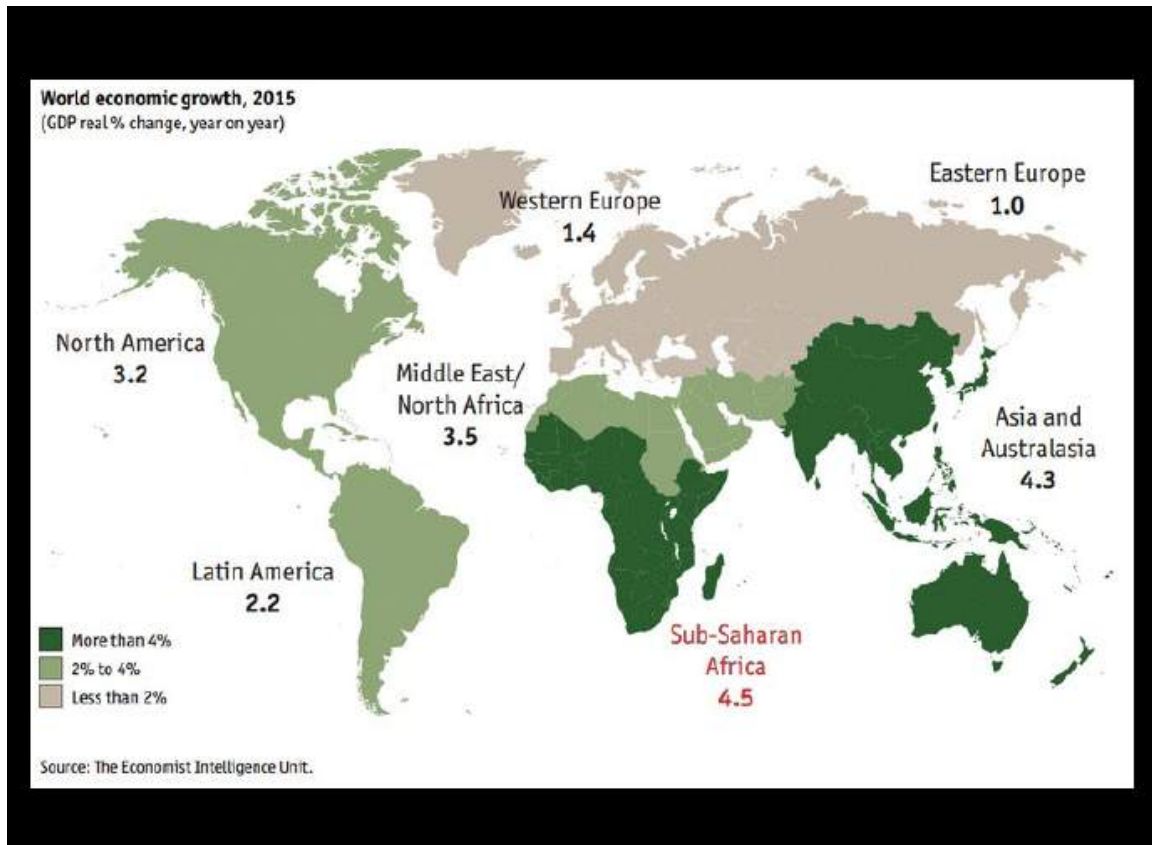 World economic growth, 2015
(GDP real % change, year on year)
Eastern Europe
1.0
Western Europe
1.4
North America
3.2
Middle East/
North Africa
3.5
Asia and
Australasia
4.3
Latin America
2.2
Sub-Saharan
Africa
4.5
More than 4%
2% to 4%
Less than 2%
Source: The Economist Intelligence Unit.